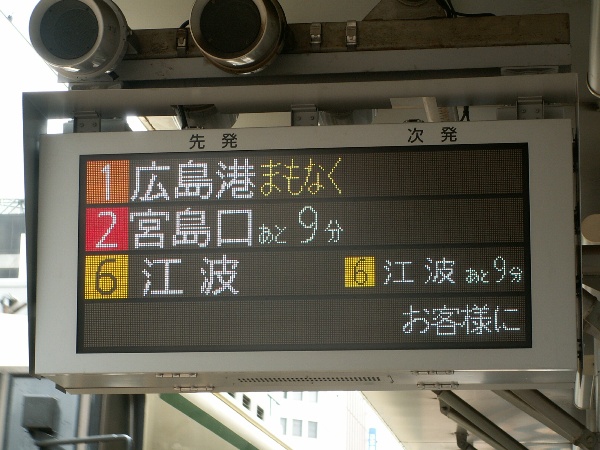 先発 次発
1 広島港 まもなく
2 宮島口 あと9分
6 江波 6 江波 あと9分
お客様に